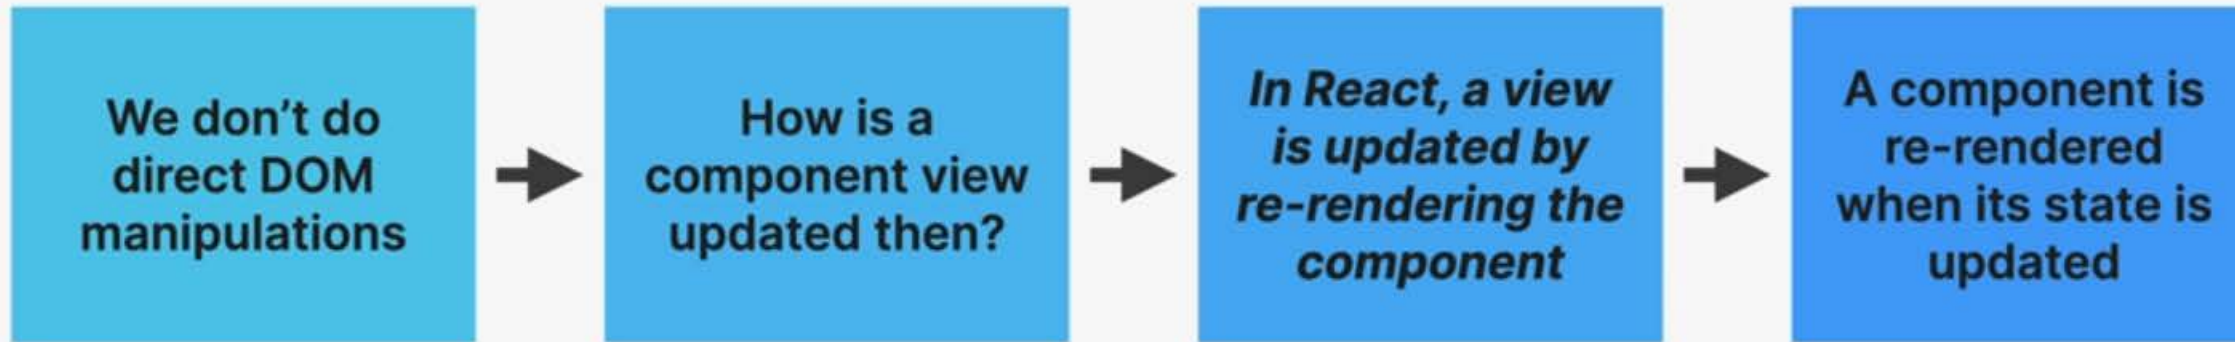 We don’t do
direct DOM
manipulations
How is a
component view
updated then?
In React, a view
is updated by
re-rendering the
component
A component is
re-rendered
when its state is
updated